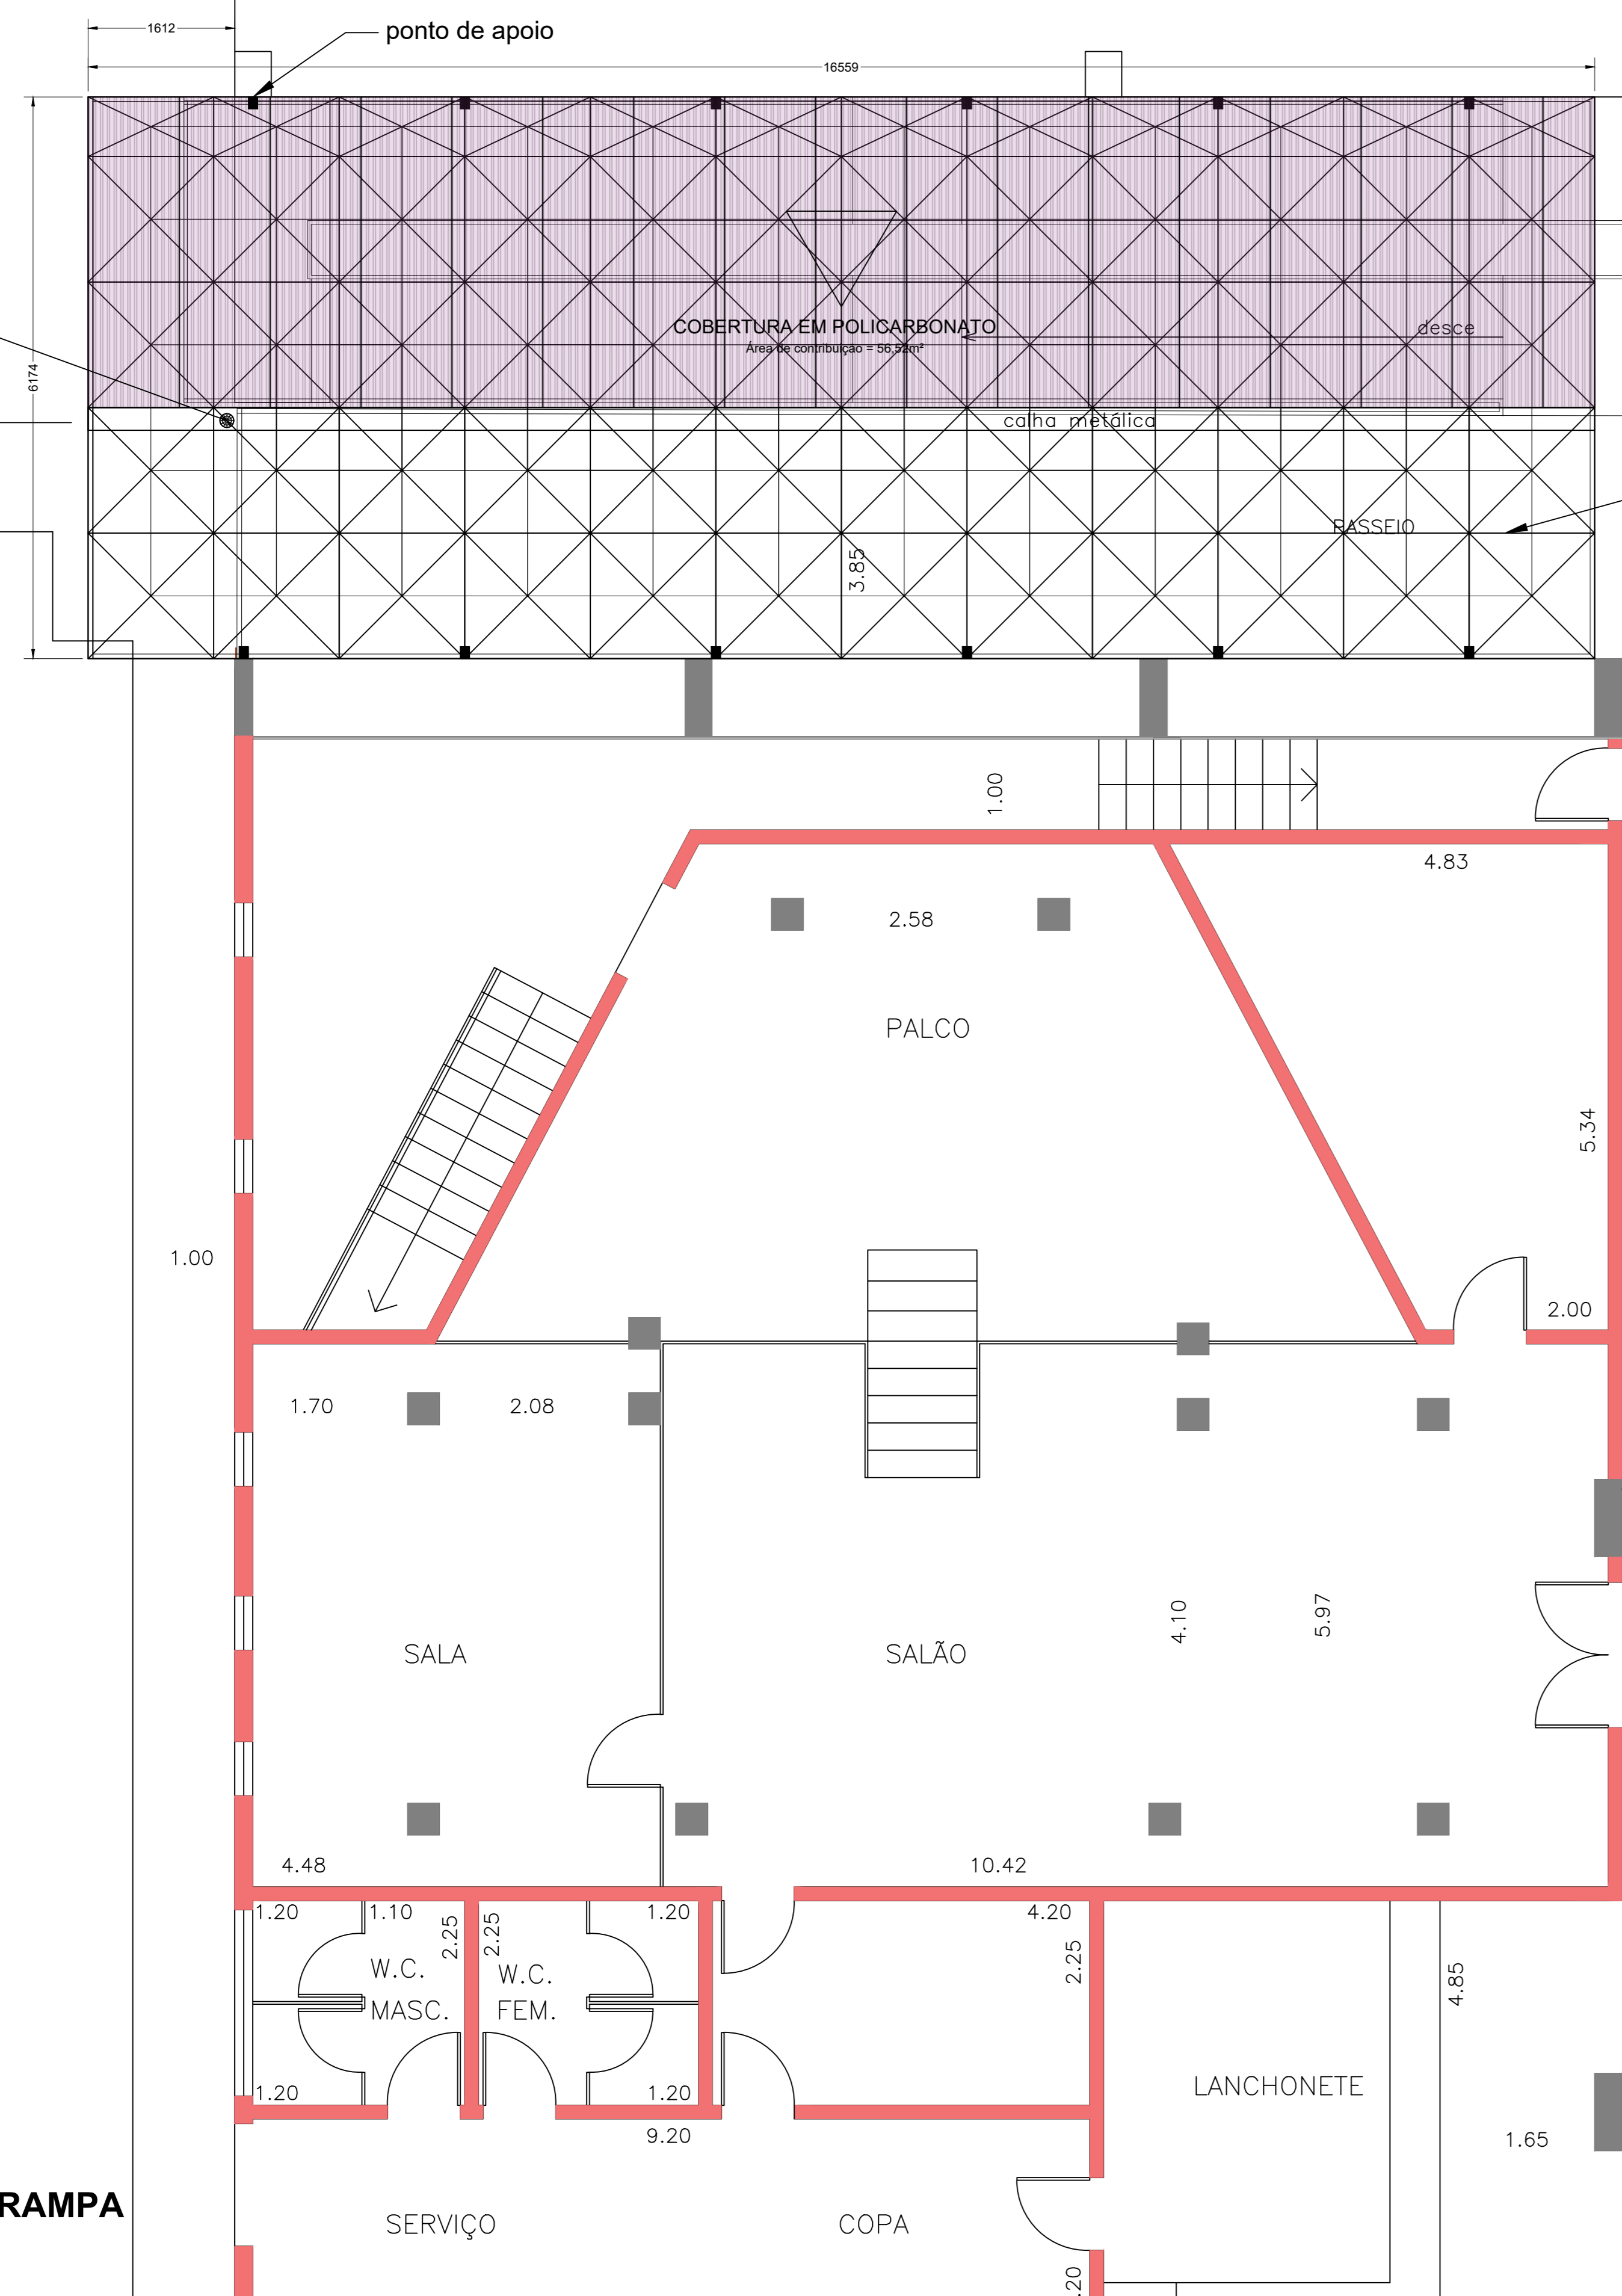 1612
ponto de apoio
16559
6174
COBERTURA EM POLICARBONATO
Área de contribuição = 56,52m²
desce
calha metálica
PASSEIO
3.85
1.00
4.83
2.58
PALCO
5.34
1.00
2.00
1.70
2.08
4.10
5.97
SALA
SALÃO
4.48
10.42
1.20
1.10
2.25
2.25
1.20
4.20
2.25
W.C.
MASC.
W.C.
FEM.
4.85
1.20
1.20
LANCHONETE
9.20
1.65
RAMPA
SERVIÇO
COPA
.20